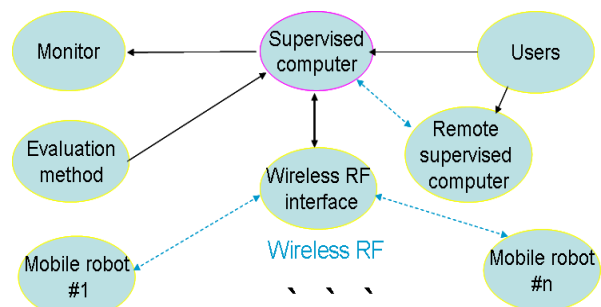 Monitor
Supervised
computer
Users
Evaluation
method
Remote
supervised
computer
Wireless RF
interface
Wireless RF
Mobile robot
#1
Mobile robot
#n